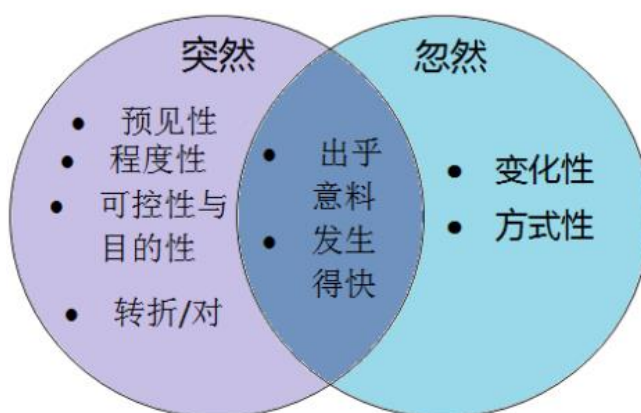 突然
预见性
程度性
可控性与
目的性
转折/对
出乎
意料
发生
得快
忽然
变化性
方式性